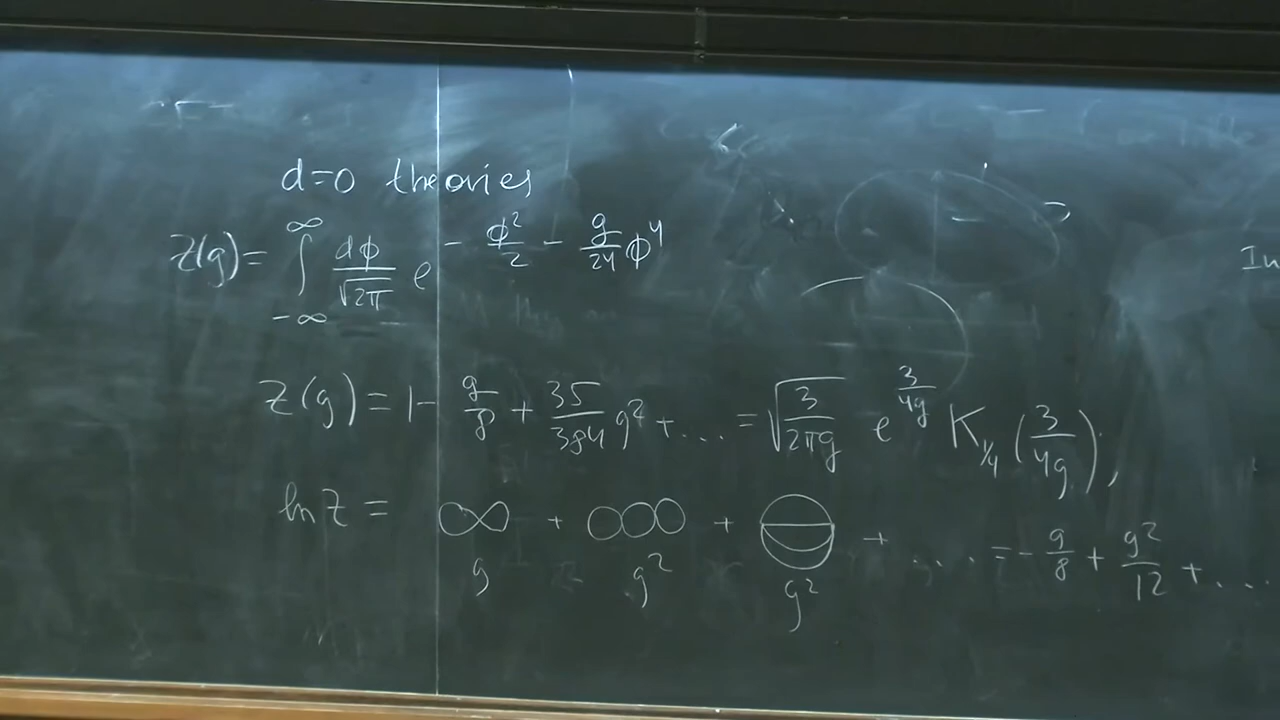 d=0 theories
Z(g) = ∫_{-∞}^{∞} dφ/√2π e^{-φ²/2 - g/24 φ⁴}
Z(g) = 1 - g/8 + 35/384 g² + .... = √(3/2πg) e^{3/4g} K_{1/4}(3/4g),
ln Z = + + + .... = - g/8 + g²/12 + ....
g g² g²
In